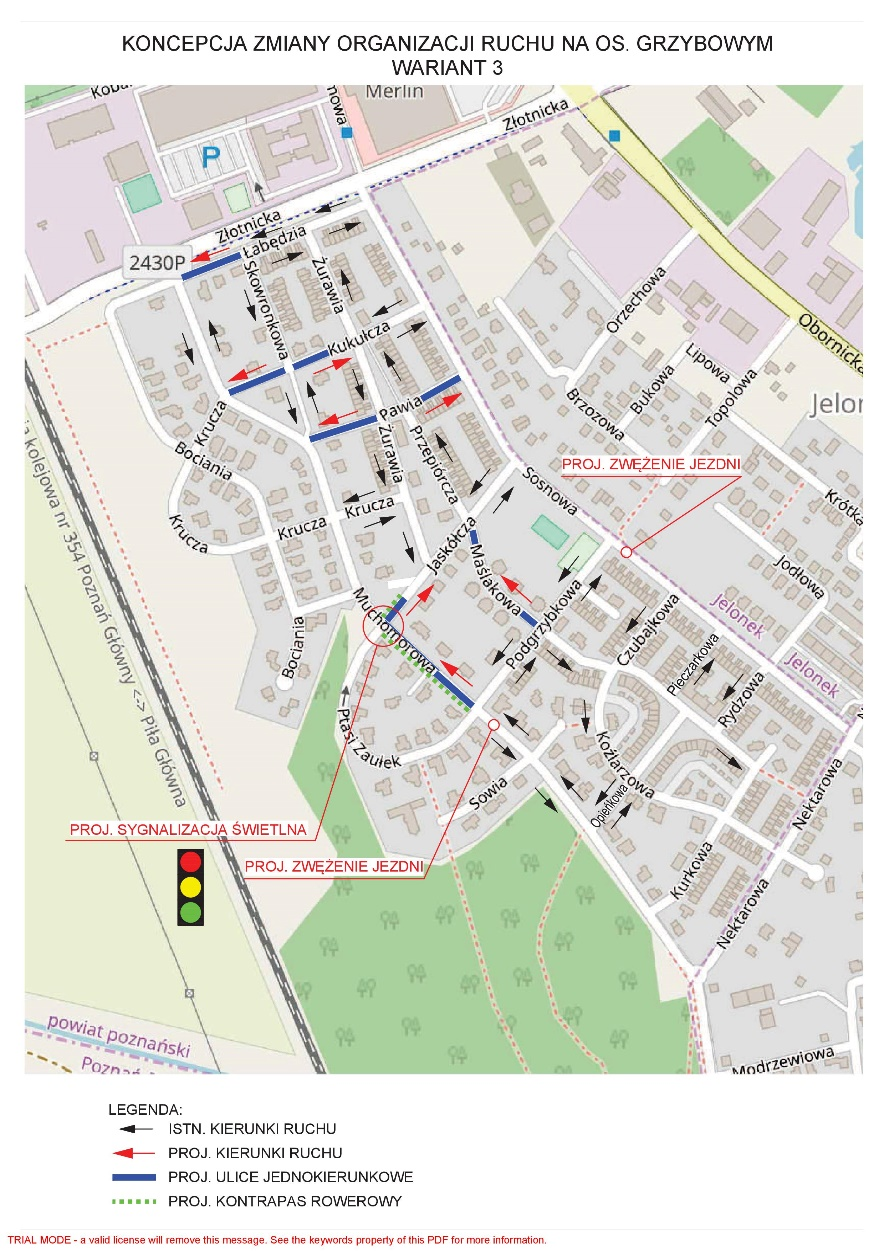 KONCEPCJA ZMIANY ORGANIZACJI RUCHU NA OS. GRZYBOWYM
WARIANT 3
Merlin
Złotnicka
P
Złotnicka
Łabędzia
2430P
Skowronkowa
Żurawia
Orzechowa
Obornicka
Kukułcza
Lipowa
Bukowa
Topolowa
Brzozowa
Krucza
Pawia
Bociania
Żurawia
Przepiórcza
PROJ. ZWĘŻENIE JEZDNI
Sosnowa
Krótka
Krucza
Krucza
Krucza
Jaskółcza
Maślakowa
Jodłowa
kolejowa nr 354 Poznań Główny <-> Piła Główna
Muchomorowa
Podgrzybkowa
Czubajkowa
Jelonek
Bociania
Pieczarkowa
Jelonek
Rydzowa
Ptasi Zaułek
Koźlarzowa
Sowia
Opieńkowa
Nektarowa
PROJ. SYGNALIZACJA ŚWIETLNA
PROJ. ZWĘŻENIE JEZDNI
Kurkowa
Nektarowa
powiat poznański
Modrzewiowa
LEGENDA:
ISTN. KIERUNKI RUCHU
PROJ. KIERUNKI RUCHU
PROJ. ULICE JEDNOKIERUNKOWE
PROJ. KONTRAPAS ROWEROWY
TRIAL MODE - a valid license will remove this message. See the keywords property of this PDF for more information.